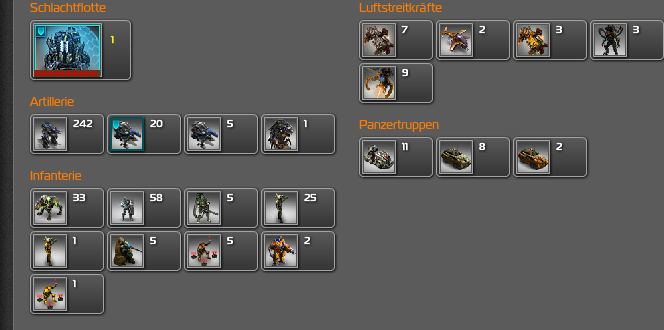 Schlachtflotte
1
Artillerie
242 20 5 1
Infanterie
33 58 5 25
1 5 5 2
1
Luftstreitkräfte
7 2 3 3
9
Panzertruppen
11 8 2